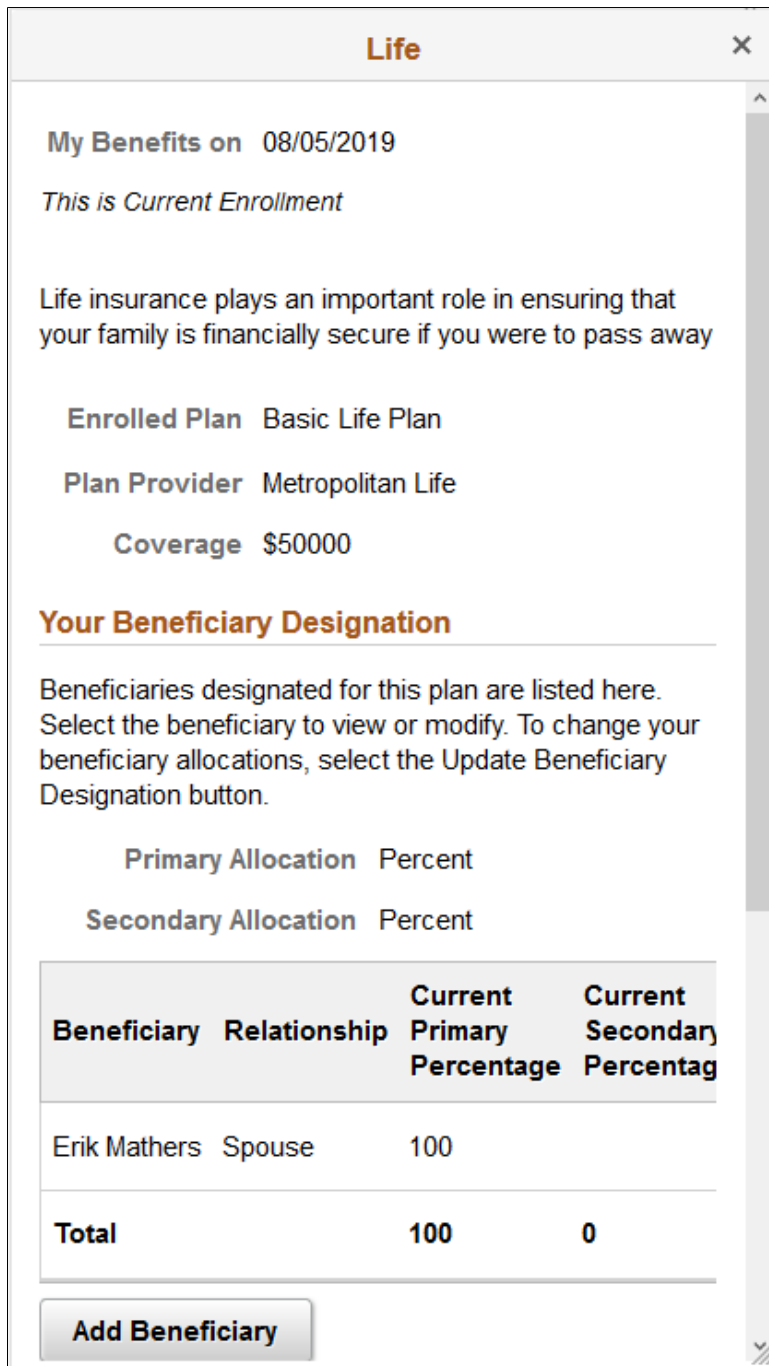 Life
My Benefits on 08/05/2019
This is Current Enrollment
Life insurance plays an important role in ensuring that
your family is financially secure if you were to pass away
Enrolled Plan Basic Life Plan
Plan Provider Metropolitan Life
Coverage $50000
Your Beneficiary Designation
Beneficiaries designated for this plan are listed here.
Select the beneficiary to view or modify. To change your
beneficiary allocations, select the Update Beneficiary
Designation button.
Primary Allocation Percent
Secondary Allocation Percent
Beneficiary Relationship Current Primary Percentage Current Secondary Percentag
Erik Mathers Spouse 100
Total 100 0
Add Beneficiary